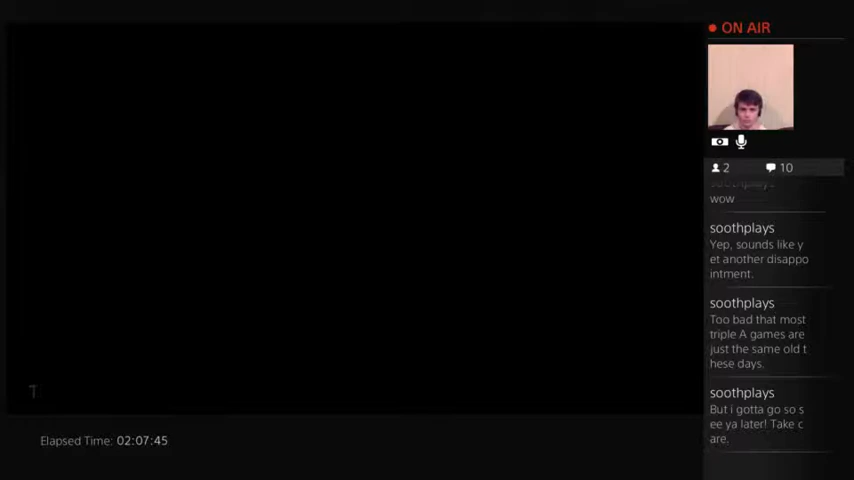 ON AIR
2
10
soothplays
wow
soothplays
Yep, sounds like y
et another disappo
intment.
soothplays
Too bad that most
triple A games are
just the same old t
hese days.
soothplays
But i gotta go so s
ee ya later! Take c
are.
T
Elapsed Time: 02:07:45